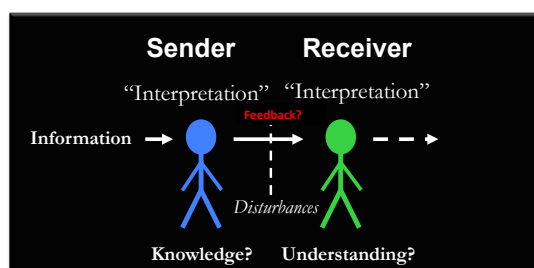 Sender Receiver
“Interpretation” “Interpretation”
Feedback?
Information
Disturbances
Knowledge? Understanding?